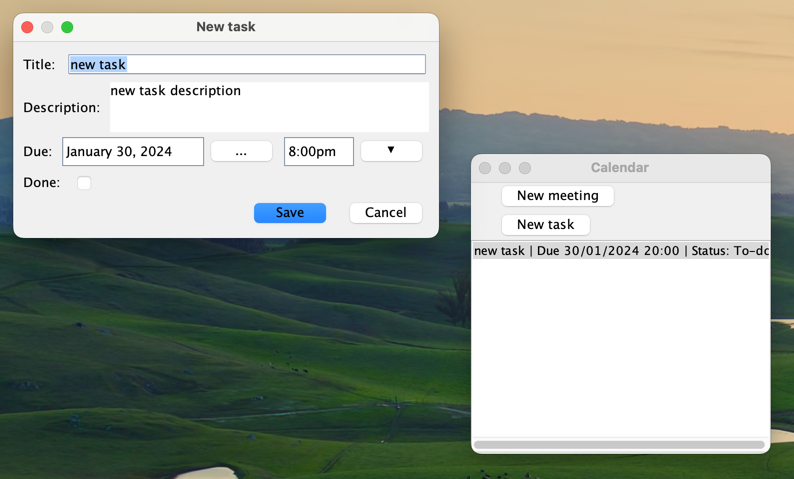 New task
Title: new task
Description: new task description
Due: January 30, 2024 ... 8:00pm ▼
Done:
Save Cancel
Calendar
New meeting
New task
new task | Due 30/01/2024 20:00 | Status: To-do